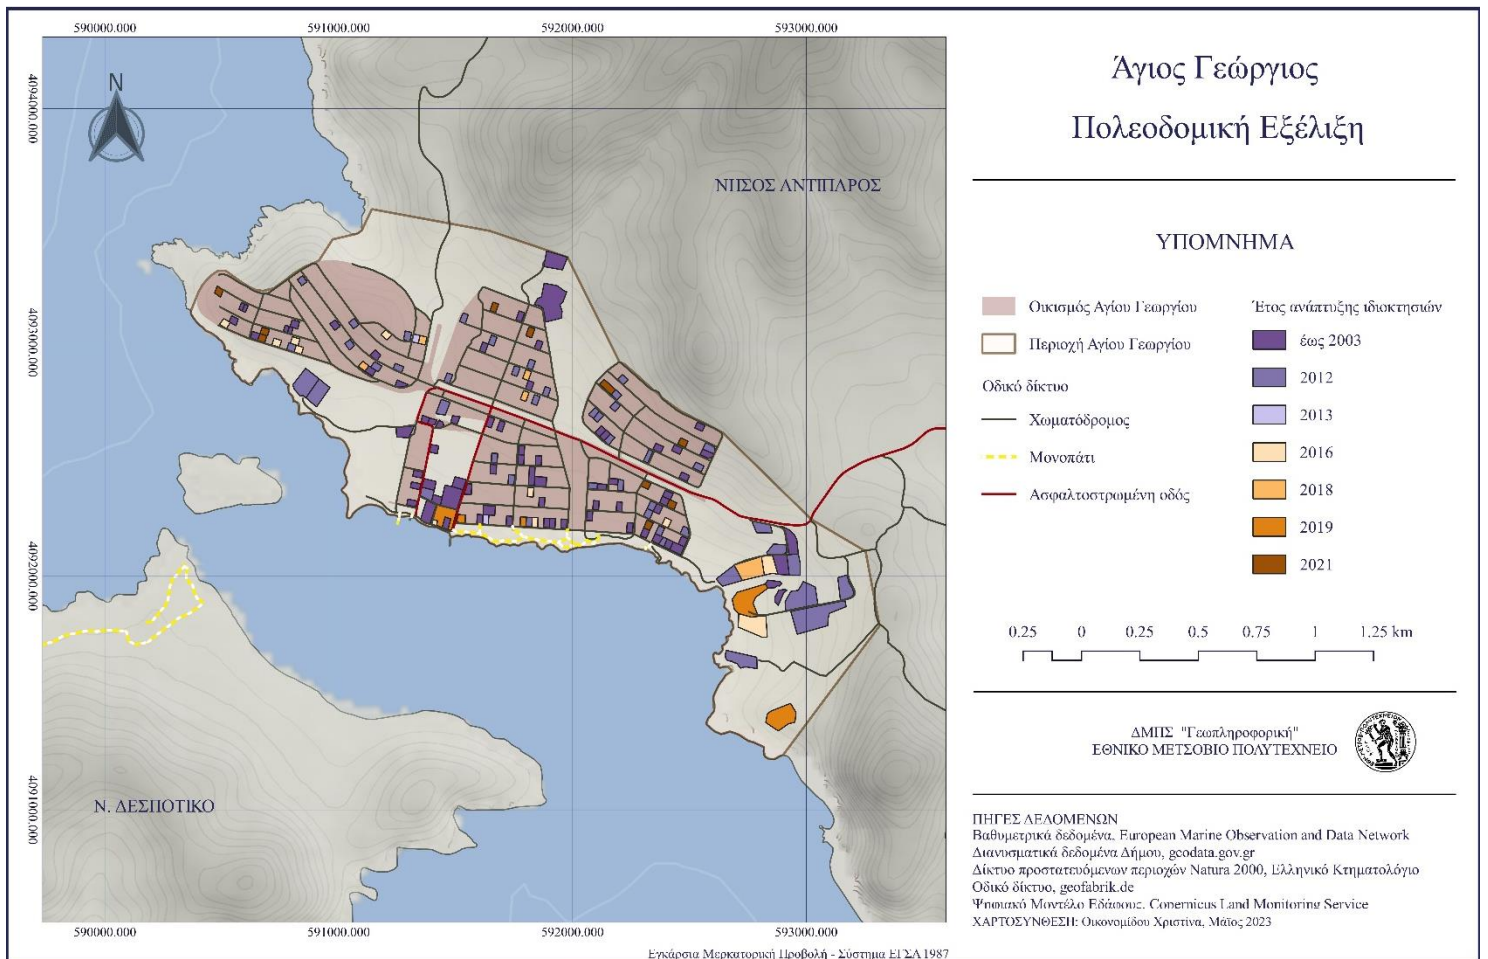 590000.000 591000.000 592000.000 593000.000
4094000.000
4093000.000
4092000.000
4091000.000
N
ΝΗΣΟΣ ΑΝΤΙΠΑΡΟΣ
Ν. ΔΕΣΠΟΤΙΚΟ
590000.000 591000.000 592000.000 593000.000
Εγκάρσια Μερκατορική Προβολή - Σύστημα ΕΓΣΑ 1987
Άγιος Γεώργιος
Πολεοδομική Εξέλιξη
ΥΠΟΜΝΗΜΑ
Οικισμός Αγίου Γεωργίου
Περιοχή Αγίου Γεωργίου
Οδικό δίκτυο
Χωματόδρομος
Μονοπάτι
Ασφαλτοστρωμένη οδός
Έτος ανάπτυξης ιδιοκτησιών
έως 2003
2012
2013
2016
2018
2019
2021
0.25 0 0.25 0.5 0.75 1 1.25 km
ΔΜΠΣ "Γεωπληροφορική"
ΕΘΝΙΚΟ ΜΕΤΣΟΒΙΟ ΠΟΛΥΤΕΧΝΕΙΟ
ΠΗΓΕΣ ΔΕΔΟΜΕΝΩΝ
Βαθυμετρικά δεδομένα, European Marine Observation and Data Network
Διανυσματικά δεδομένα Δήμου, geodata.gov.gr
Δίκτυο προστατευόμενων περιοχών Natura 2000, Ελληνικό Κτηματολόγιο
Οδικό δίκτυο, geofabrik.de
Ψηφιακό Μοντέλο Εδάφους, Copernicus Land Monitoring Service
ΧΑΡΤΟΣΥΝΘΕΣΗ: Οικονομίδου Χριστίνα, Μάϊος 2023